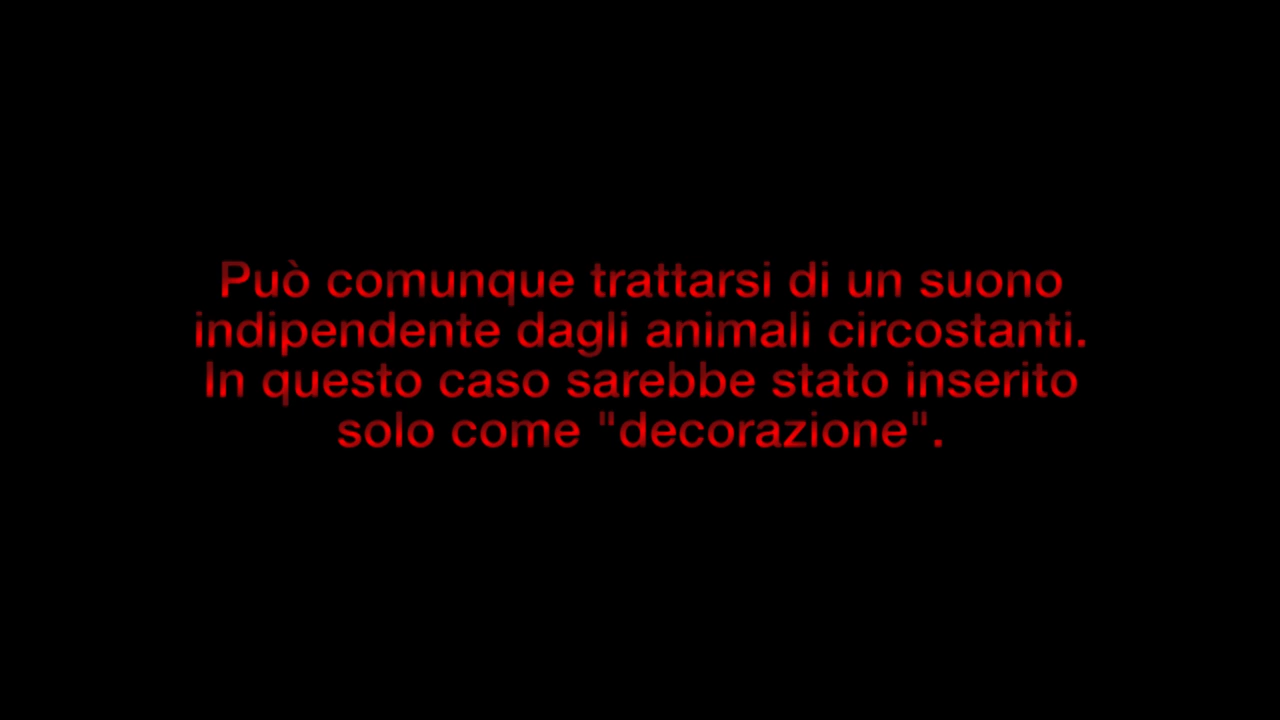 Può comunque trattarsi di un suono
indipendente dagli animali circostanti.
In questo caso sarebbe stato inserito
solo come "decorazione".